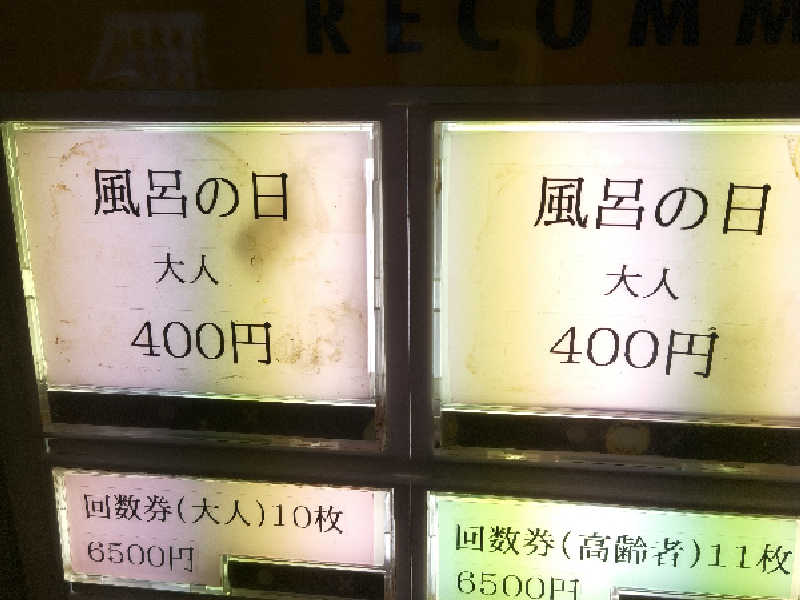 RECOMM
風呂の日
大人
400円
風呂の日
大人
400円
回数券(大人)10枚
6500円
回数券(高齢者)11枚
6500円